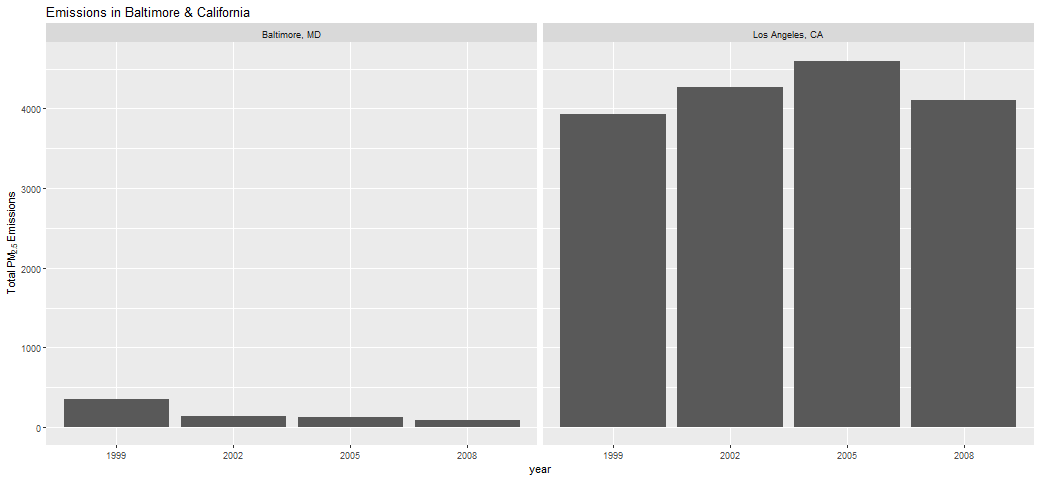 Emissions in Baltimore & California
Baltimore, MD
Los Angeles, CA
Total PM2.5 Emissions
4000
3000
2000
1000
0
1999
2002
2005
2008
1999
2002
2005
2008
year